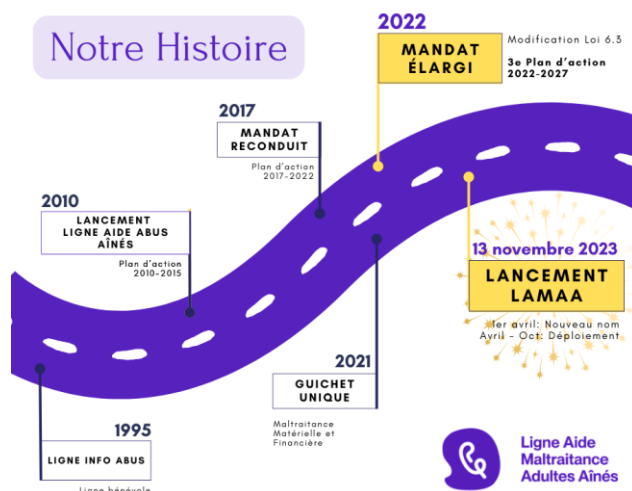 Notre Histoire
1995
LIGNE INFO ABUS
Ligne bénévole
2010
LANCEMENT
LIGNE AIDE ABUS
AÎNÉS
Plan d'action
2010-2015
2017
MANDAT
RECONDUIT
Plan d'action
2017-2022
2021
GUICHET
UNIQUE
Maltraitance
Matérielle et
Financière
2022
MANDAT
ÉLARGI
Modification Loi 6.3
3e Plan d'action
2022-2027
13 novembre 2023
LANCEMENT
LAMAA
1er avril: Nouveau nom
Avril - Oct: Déploiement
Ligne Aide
Maltraitance
Adultes Aînés